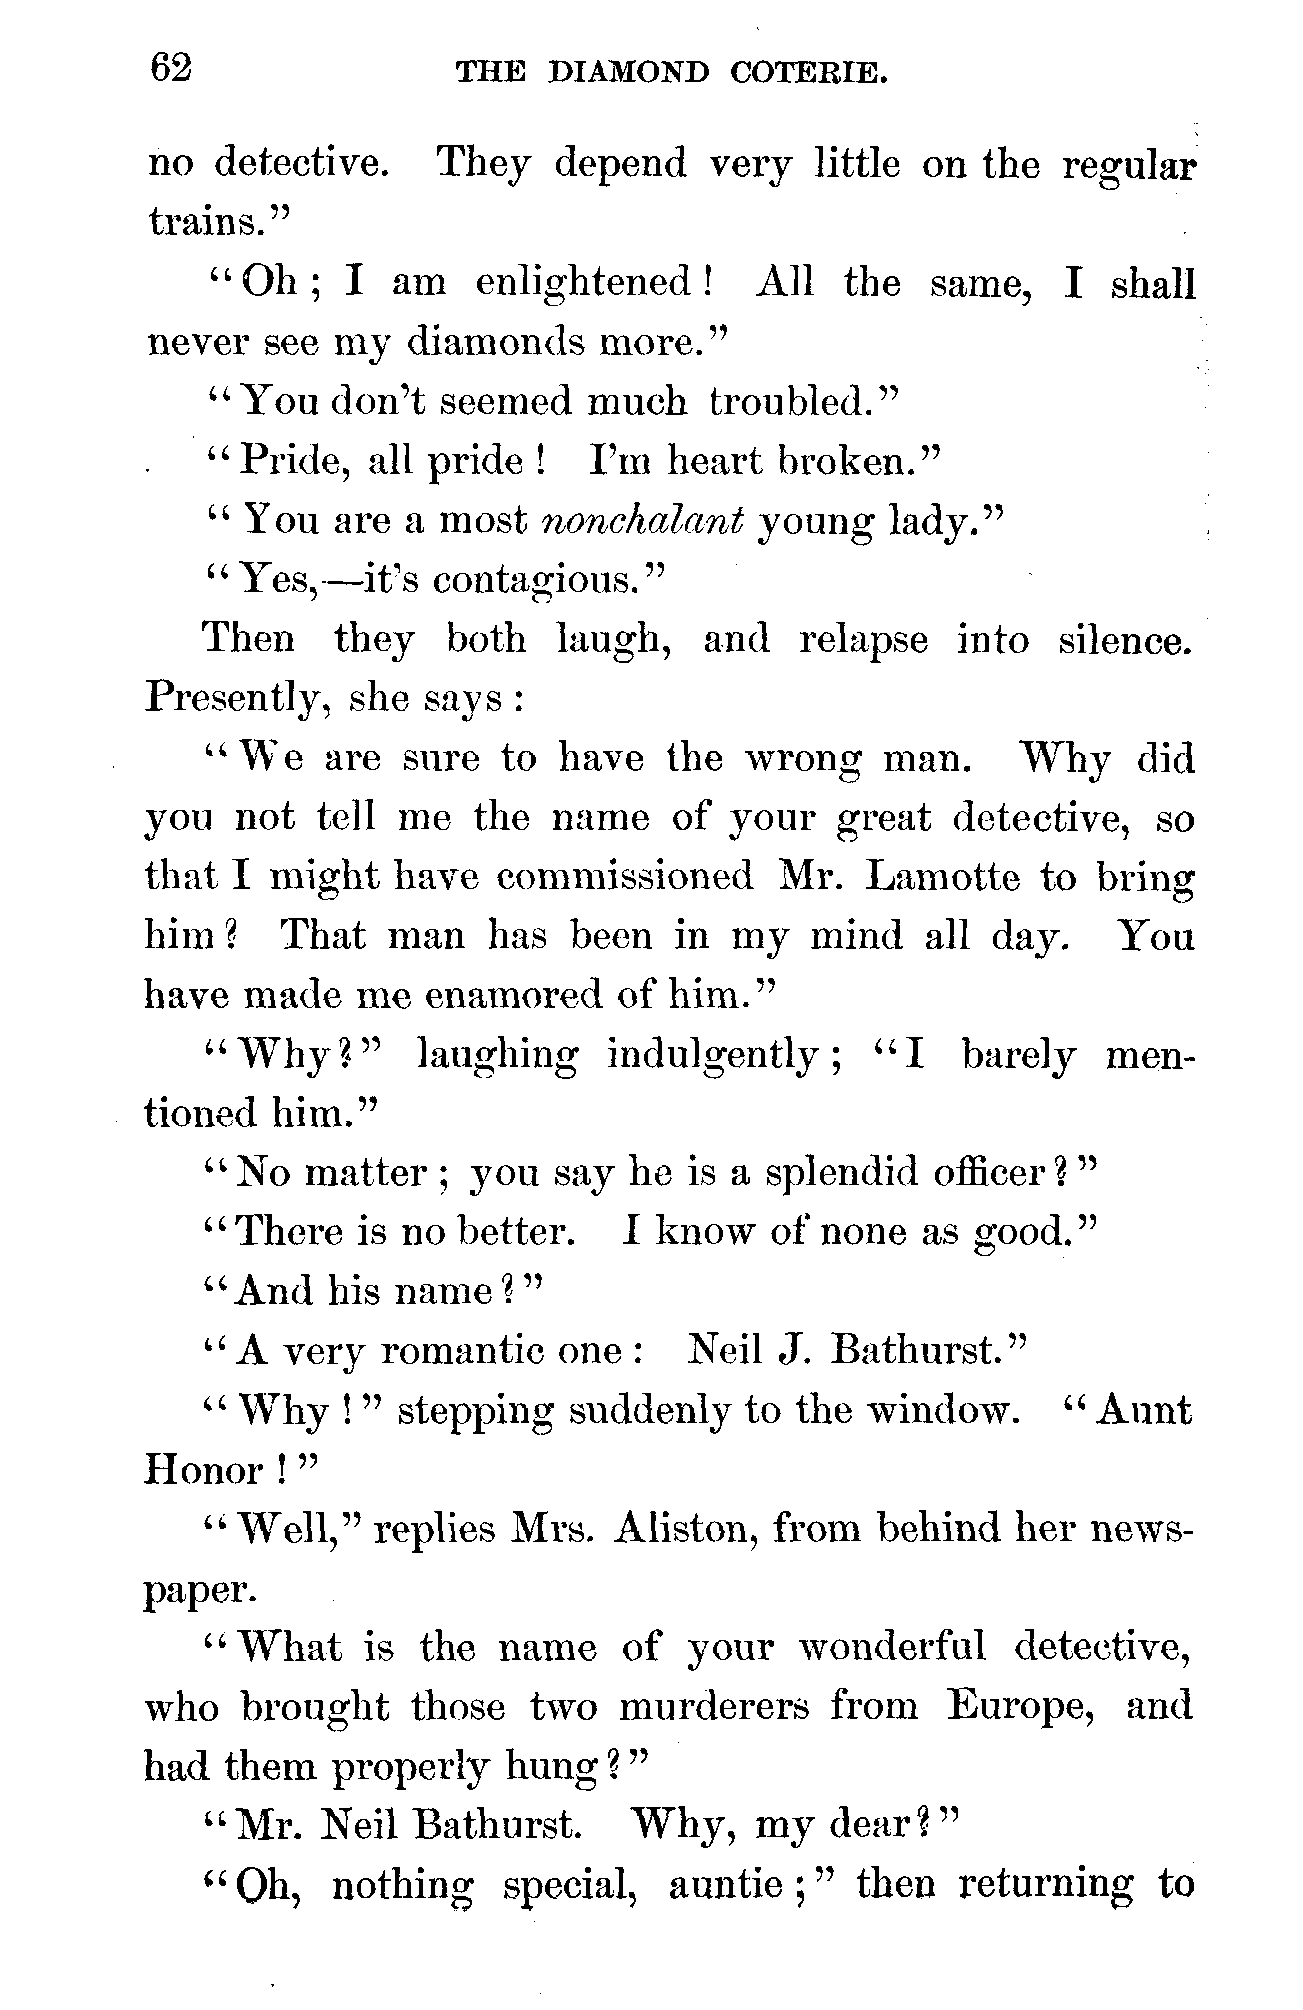 62 THE DIAMOND COTERIE.
no detective. They depend very little on the regular
trains."
"Oh; I am enlightened! All the same, I shall
never see my diamonds more."
"You don't seemed much troubled."
"Pride, all pride! I'm heart broken."
"You are a most nonchalant young lady."
"Yes,—it's contagious."
Then they both laugh, and relapse into silence.
Presently, she says:
"We are sure to have the wrong man. Why did
you not tell me the name of your great detective, so
that I might have commissioned Mr. Lamotte to bring
him? That man has been in my mind all day. You
have made me enamored of him."
"Why?" laughing indulgently; "I barely men-
tioned him."
"No matter; you say he is a splendid officer?"
"There is no better. I know of none as good."
"And his name?"
"A very romantic one: Neil J. Bathurst."
"Why!" stepping suddenly to the window. "Aunt
Honor!"
"Well," replies Mrs. Aliston, from behind her news-
paper.
"What is the name of your wonderful detective,
who brought those two murderers from Europe, and
had them properly hung?"
"Mr. Neil Bathurst. Why, my dear?"
"Oh, nothing special, auntie;" then returning to